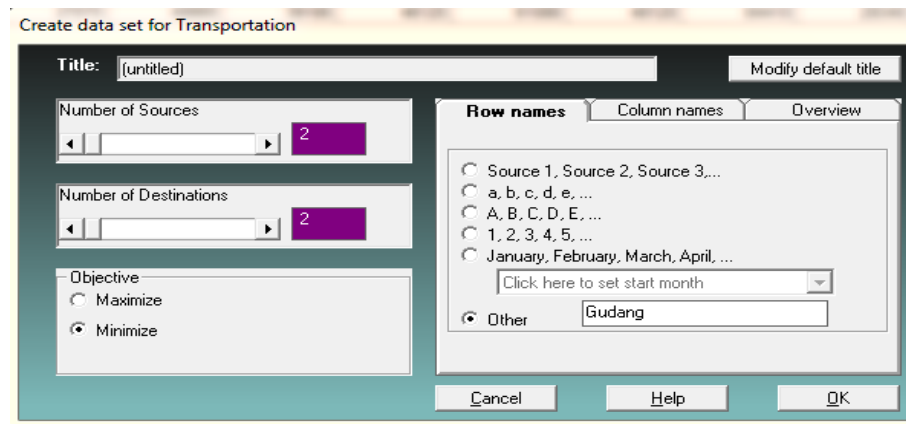 Create data set for Transportation
Title: (untitled)
Modify default title
Number of Sources
2
Number of Destinations
2
Objective
Maximize
Minimize
Row names
Column names
Overview
Source 1, Source 2, Source 3,...
a, b, c, d, e, ...
A, B, C, D, E, ...
1, 2, 3, 4, 5, ...
January, February, March, April, ...
Click here to set start month
Other
Gudang
Cancel
Help
OK